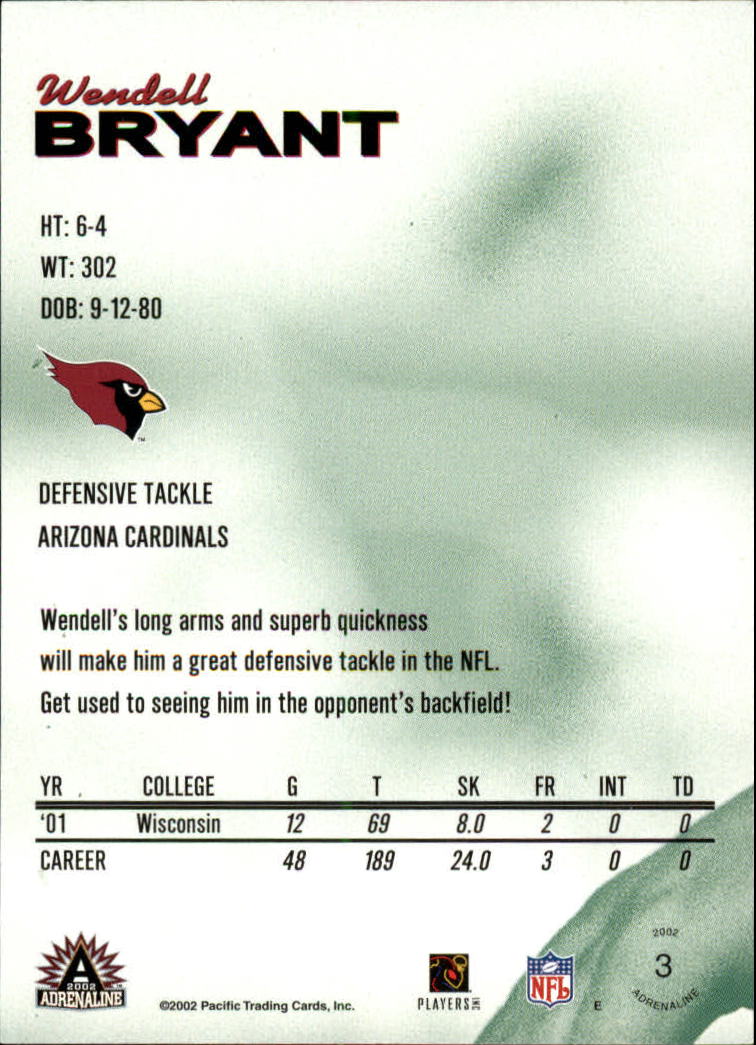 Wendell
BRYANT
HT: 6-4
WT: 302
DOB: 9-12-80
TM
DEFENSIVE TACKLE
ARIZONA CARDINALS
Wendell's long arms and superb quickness
will make him a great defensive tackle in the NFL.
Get used to seeing him in the opponent's backfield!
YR COLLEGE G T SK FR INT TD
'01 Wisconsin 12 69 8.0 2 0 0
CAREER 48 189 24.0 3 0 0
A
2002
ADRENALINE
©2002 Pacific Trading Cards, Inc.
PLAYERS INC
NFL
E
2002
3
ADRENALINE